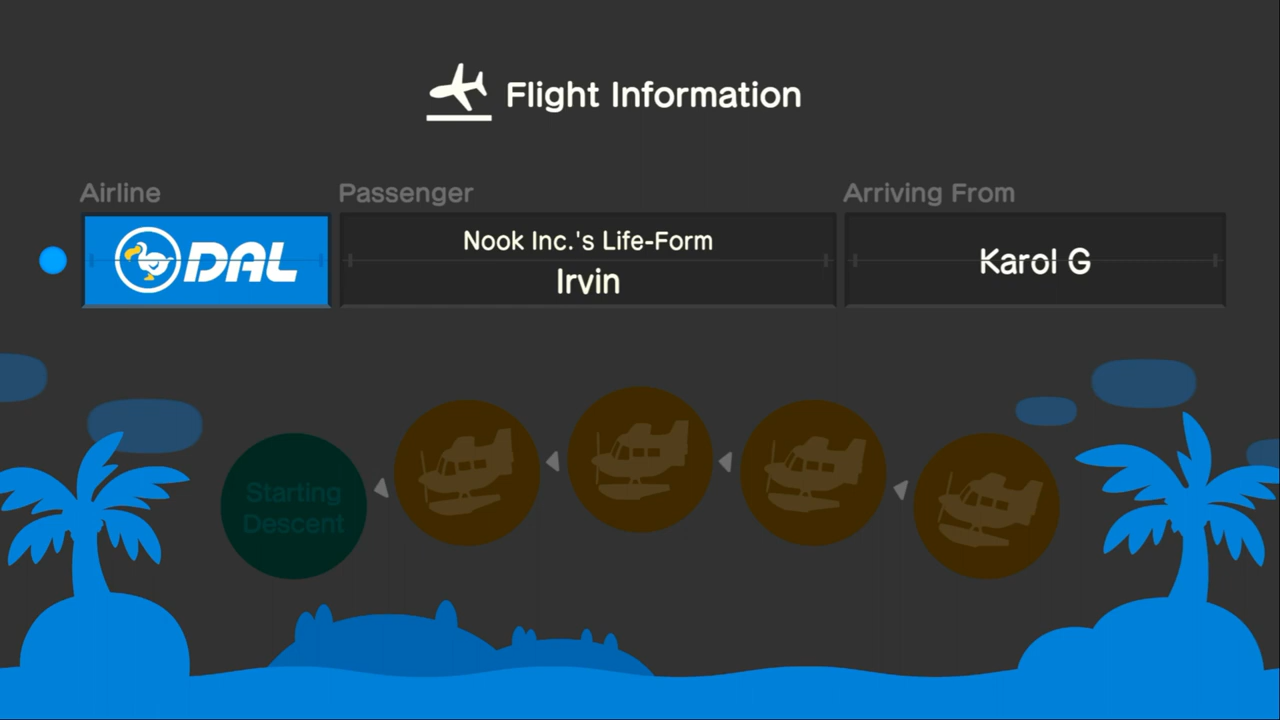 Flight Information
Airline
Passenger
Arriving From
DAL
Nook Inc.'s Life-Form
Irvin
Karol G
Starting
Descent